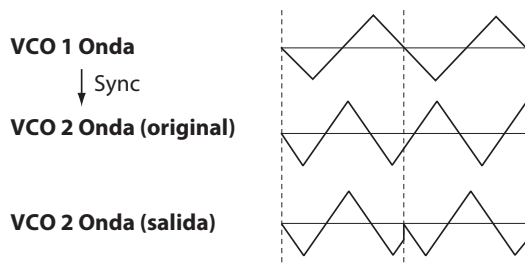 VCO 1 Onda
Sync
VCO 2 Onda (original)
VCO 2 Onda (salida)